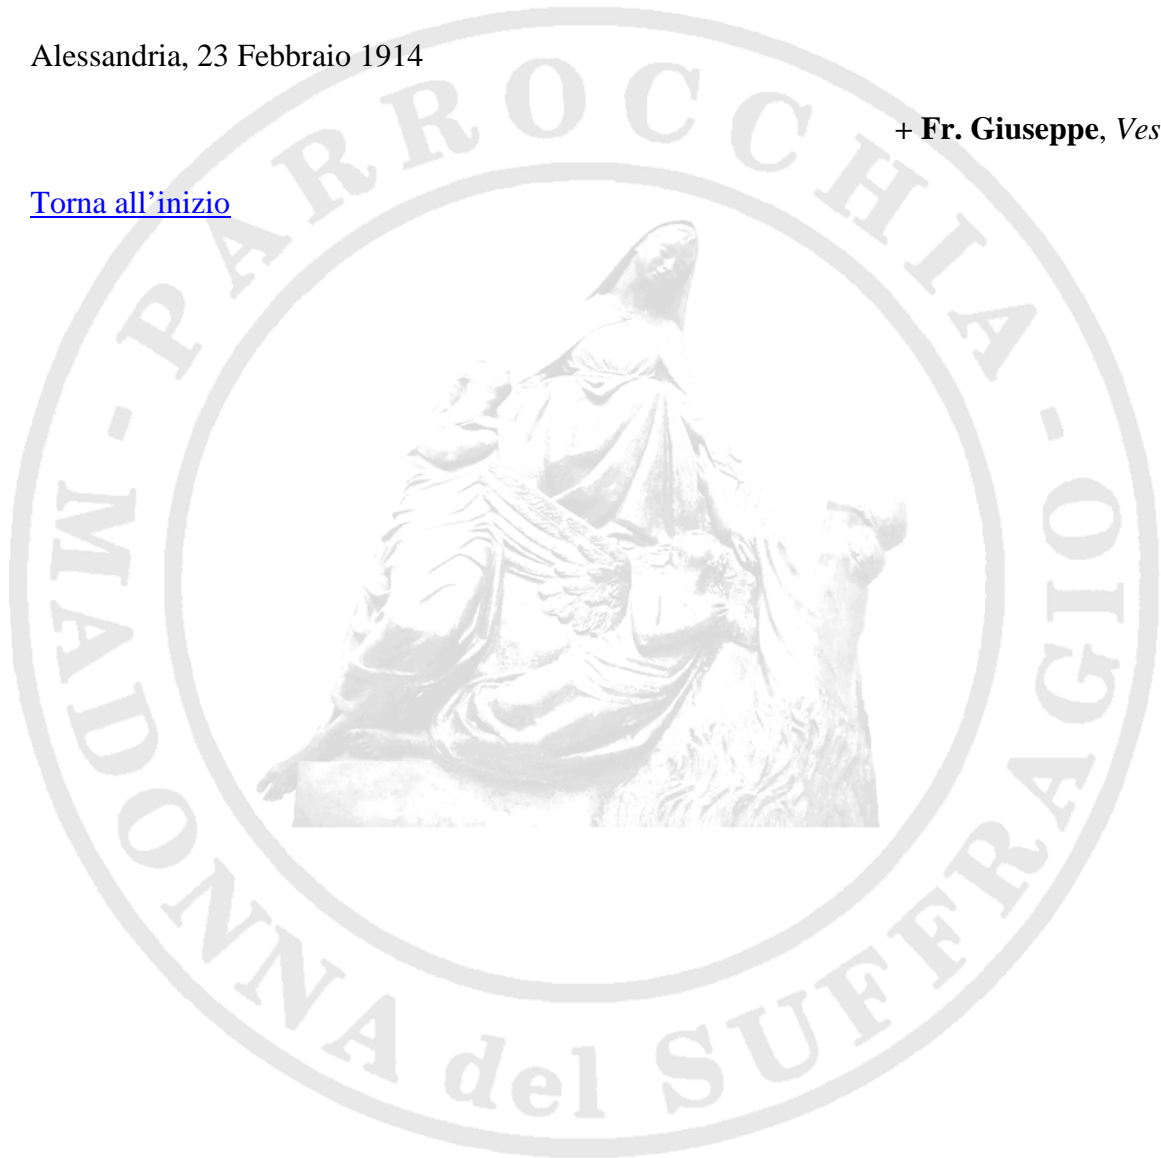 Alessandria, 23 Febbraio 1914
+ Fr. Giuseppe, Ves
Torna all’inizio
PARROCCHIA - MADONNA del SUFFRAGIO -